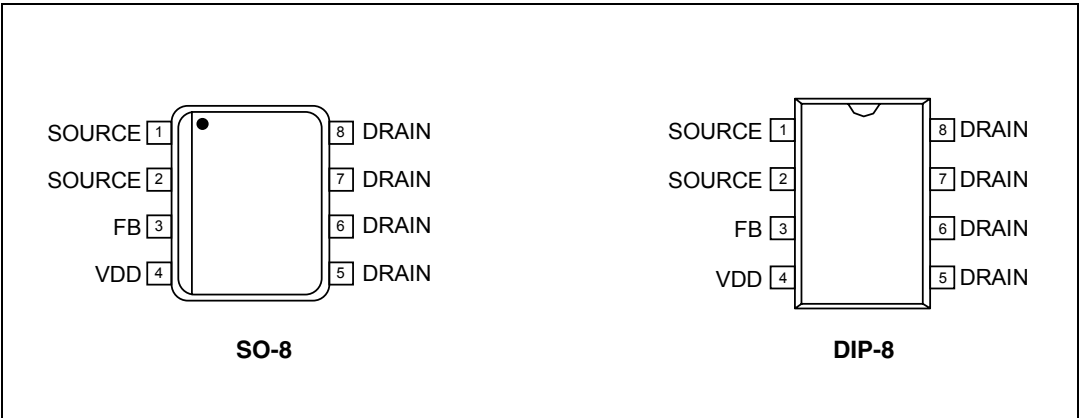 SOURCE 1 8 DRAIN
SOURCE 2 7 DRAIN
FB 3 6 DRAIN
VDD 4 5 DRAIN
SO-8
SOURCE 1 8 DRAIN
SOURCE 2 7 DRAIN
FB 3 6 DRAIN
VDD 4 5 DRAIN
DIP-8